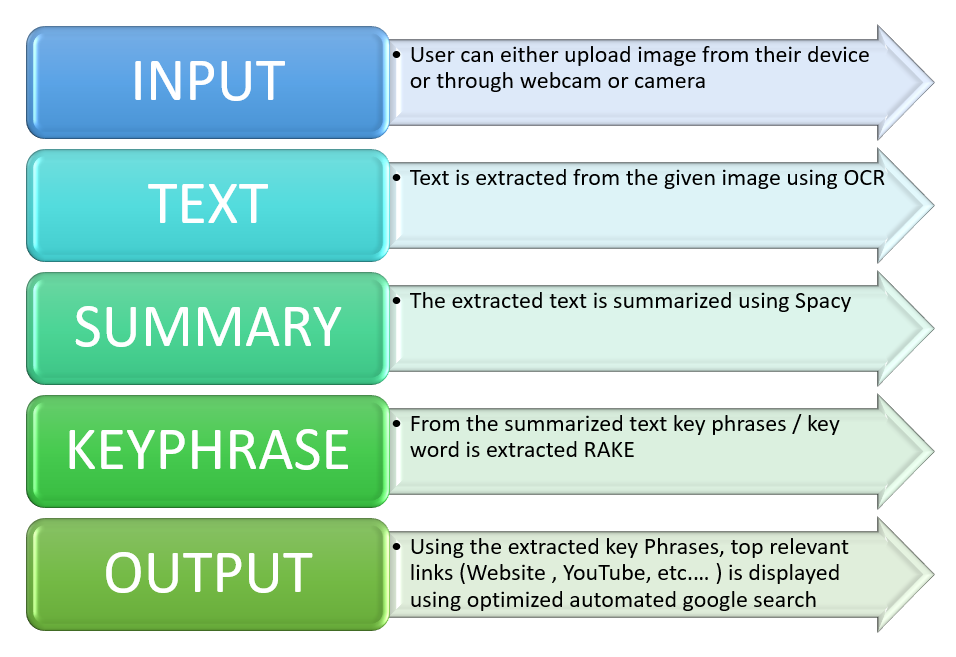 INPUT
• User can either upload image from their device
or through webcam or camera
TEXT
• Text is extracted from the given image using OCR
SUMMARY
• The extracted text is summarized using Spacy
KEYPHRASE
• From the summarized text key phrases / key
word is extracted RAKE
OUTPUT
• Using the extracted key Phrases, top relevant
links (Website , YouTube, etc.... ) is displayed
using optimized automated google search